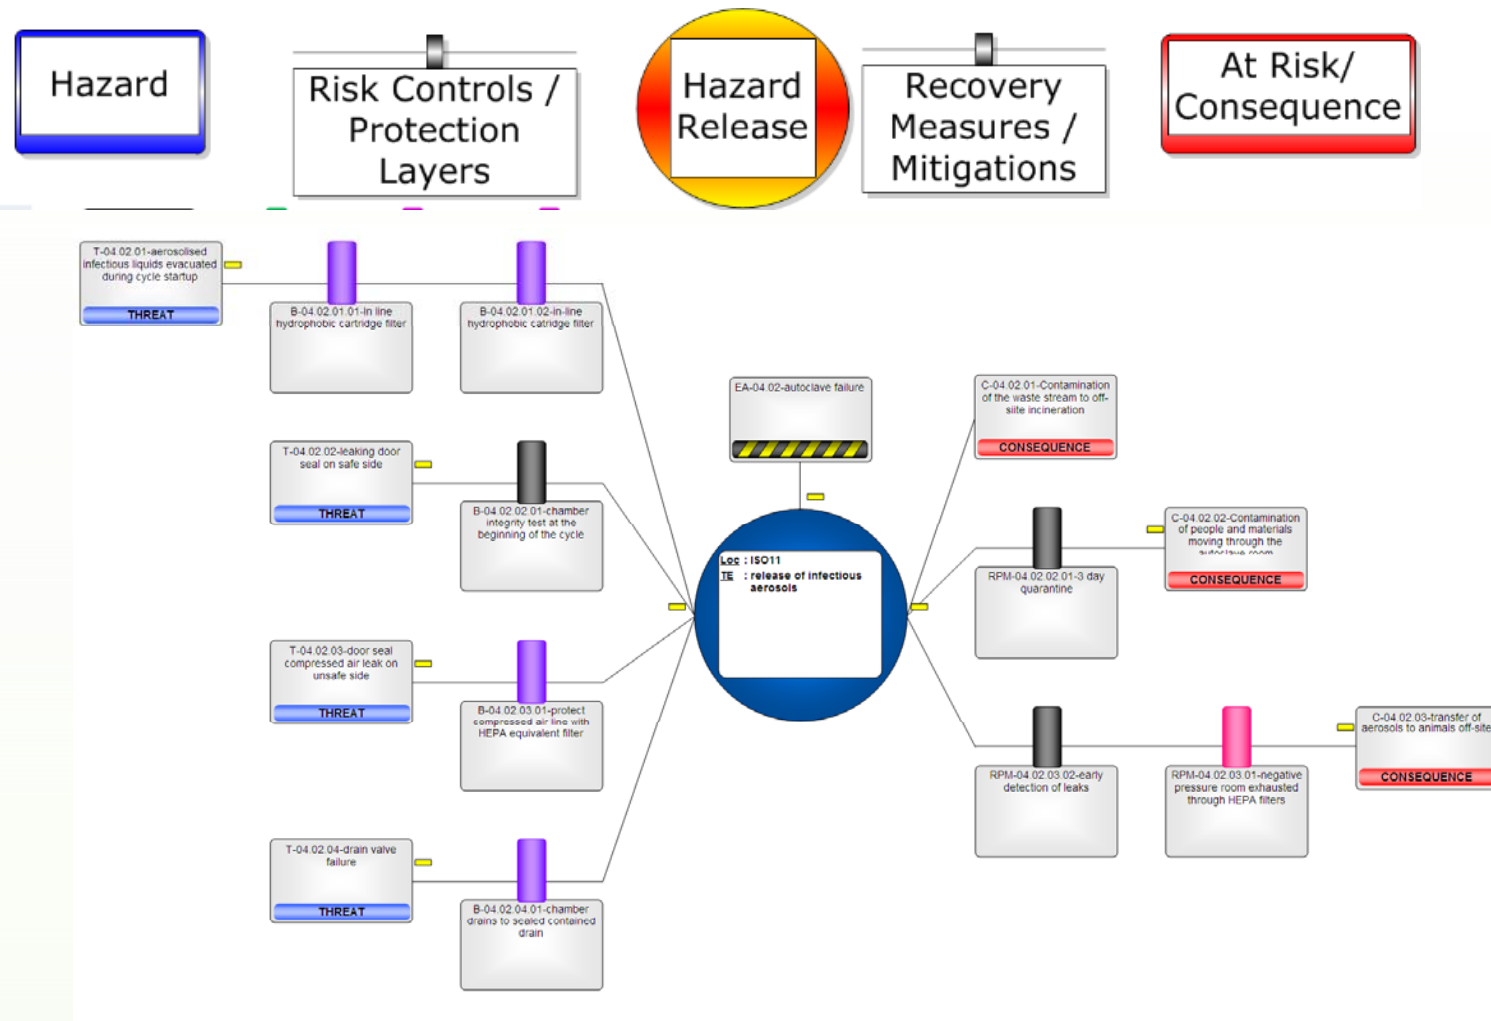 Hazard
Risk Controls /
Protection
Layers
Hazard
Release
Recovery
Measures /
Mitigations
At Risk/
Consequence
T-04.02.01-aerosolised
infectious liquids evacuated
during cycle startup
THREAT
B-04.02.01.01-in line
hydrophobic cartridge filter
B-04.02.01.02-in-line
hydrophobic catridge filter
T-04.02.02-leaking door
seal on safe side
THREAT
B-04.02.02.01-chamber
integrity test at the
beginning of the cycle
T-04.02.03-door seal
compressed air leak on
unsafe side
THREAT
B-04.02.03.01-protect
compressed air line with
HEPA equivalent filter
T-04.02.04-drain valve
failure
THREAT
B-04.02.04.01-chamber
drains to sealed contained
drain
EA-04.02-autoclave failure
Loc : ISO11
TE : release of infectious
aerosols
C-04.02.01-Contamination
of the waste stream to off-
siite incineration
CONSEQUENCE
RPM-04.02.02.01-3 day
quarantine
C-04.02.02-Contamination
of people and materials
moving through the
autoclave room
CONSEQUENCE
RPM-04.02.03.02-early
detection of leaks
RPM-04.02.03.01-negative
pressure room exhausted
through HEPA filters
C-04.02.03-transfer of
aerosols to animals off-site
CONSEQUENCE